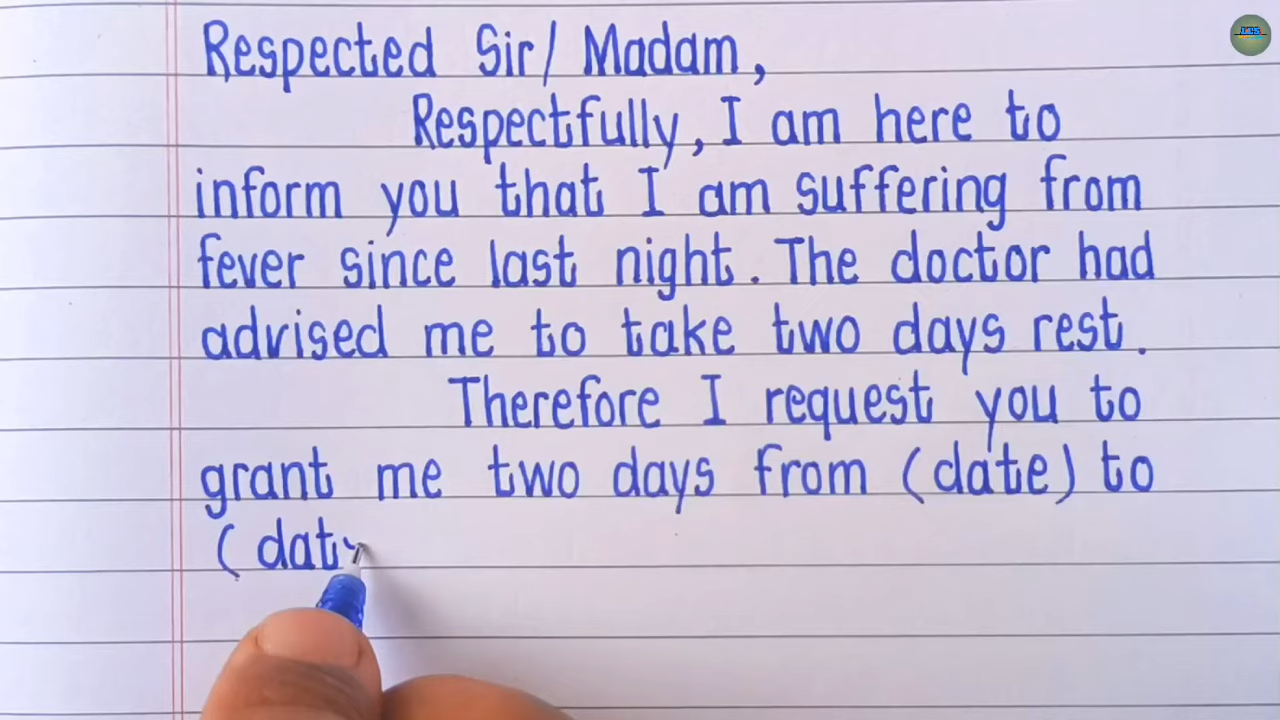 Respected Sir/ Madam,
Respectfully, I am here to
inform you that I am suffering from
fever since last night. The doctor had
advised me to take two days rest.
Therefore I request you to
grant me two days from (date) to
( dat